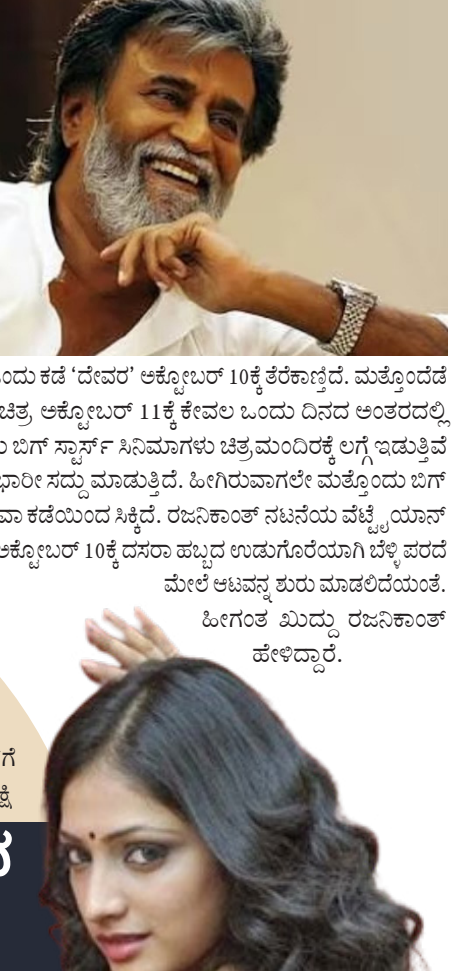 ಒಂದು ಕಡೆ ‘ದೇವರ’ ಅಕ್ಟೋಬರ್ 10ಕ್ಕೆ ತೆರೆಕಾಣ್ತಿದೆ. ಮತ್ತೊಂದೆಡೆ
ಚಿತ್ರ ಅಕ್ಟೋಬರ್ 11ಕ್ಕೆ ಕೇವಲ ಒಂದು ದಿನದ ಅಂತರದಲ್ಲಿ
ಬಿಗ್ ಸ್ಟಾರ್ಸ್ ಸಿನಿಮಾಗಳು ಚಿತ್ರಮಂದಿರಕ್ಕೆ ಲಗ್ಗೆ ಇಡುತ್ತಿವೆ
ಭಾರೀ ಸದ್ದು ಮಾಡುತ್ತಿದೆ. ಹೀಗಿರುವಾಗಲೇ ಮತ್ತೊಂದು ಬಿಗ್
ಕಡೆಯಿಂದ ಸಿಕ್ಕಿದೆ. ರಜನಿಕಾಂತ್ ನಟನೆಯ ವೆಟ್ಟೈಯಾನ್
ಅಕ್ಟೋಬರ್ 10ಕ್ಕೆ ದಸರಾ ಹಬ್ಬದ ಉಡುಗೊರೆಯಾಗಿ ಬೆಳ್ಳಿ ಪರದೆ
ಮೇಲೆ ಆಟವನ್ನ ಶುರು ಮಾಡಲಿದೆಯಂತೆ.
ಹೀಗಂತ ಖುದ್ದು ರಜನಿಕಾಂತ್
ಹೇಳಿದ್ದಾರೆ.